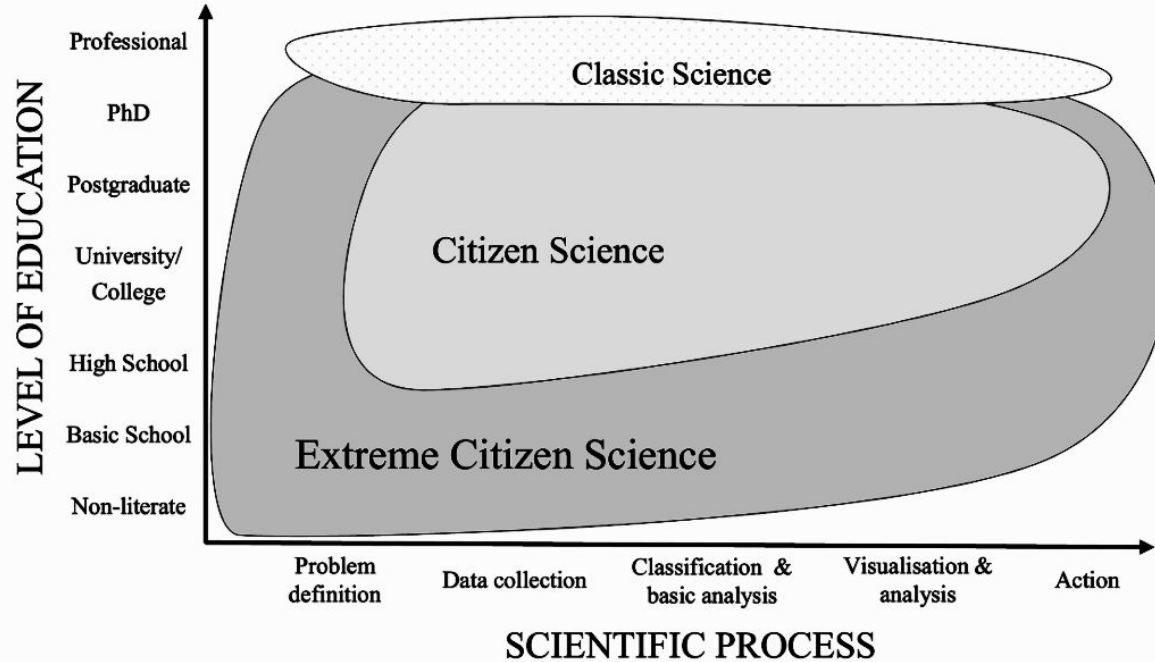 LEVEL OF EDUCATION
Professional
PhD
Postgraduate
University/
College
High School
Basic School
Non-literate
Classic Science
Citizen Science
Extreme Citizen Science
Problem
definition
Data collection
Classification &
basic analysis
Visualisation &
analysis
Action
SCIENTIFIC PROCESS